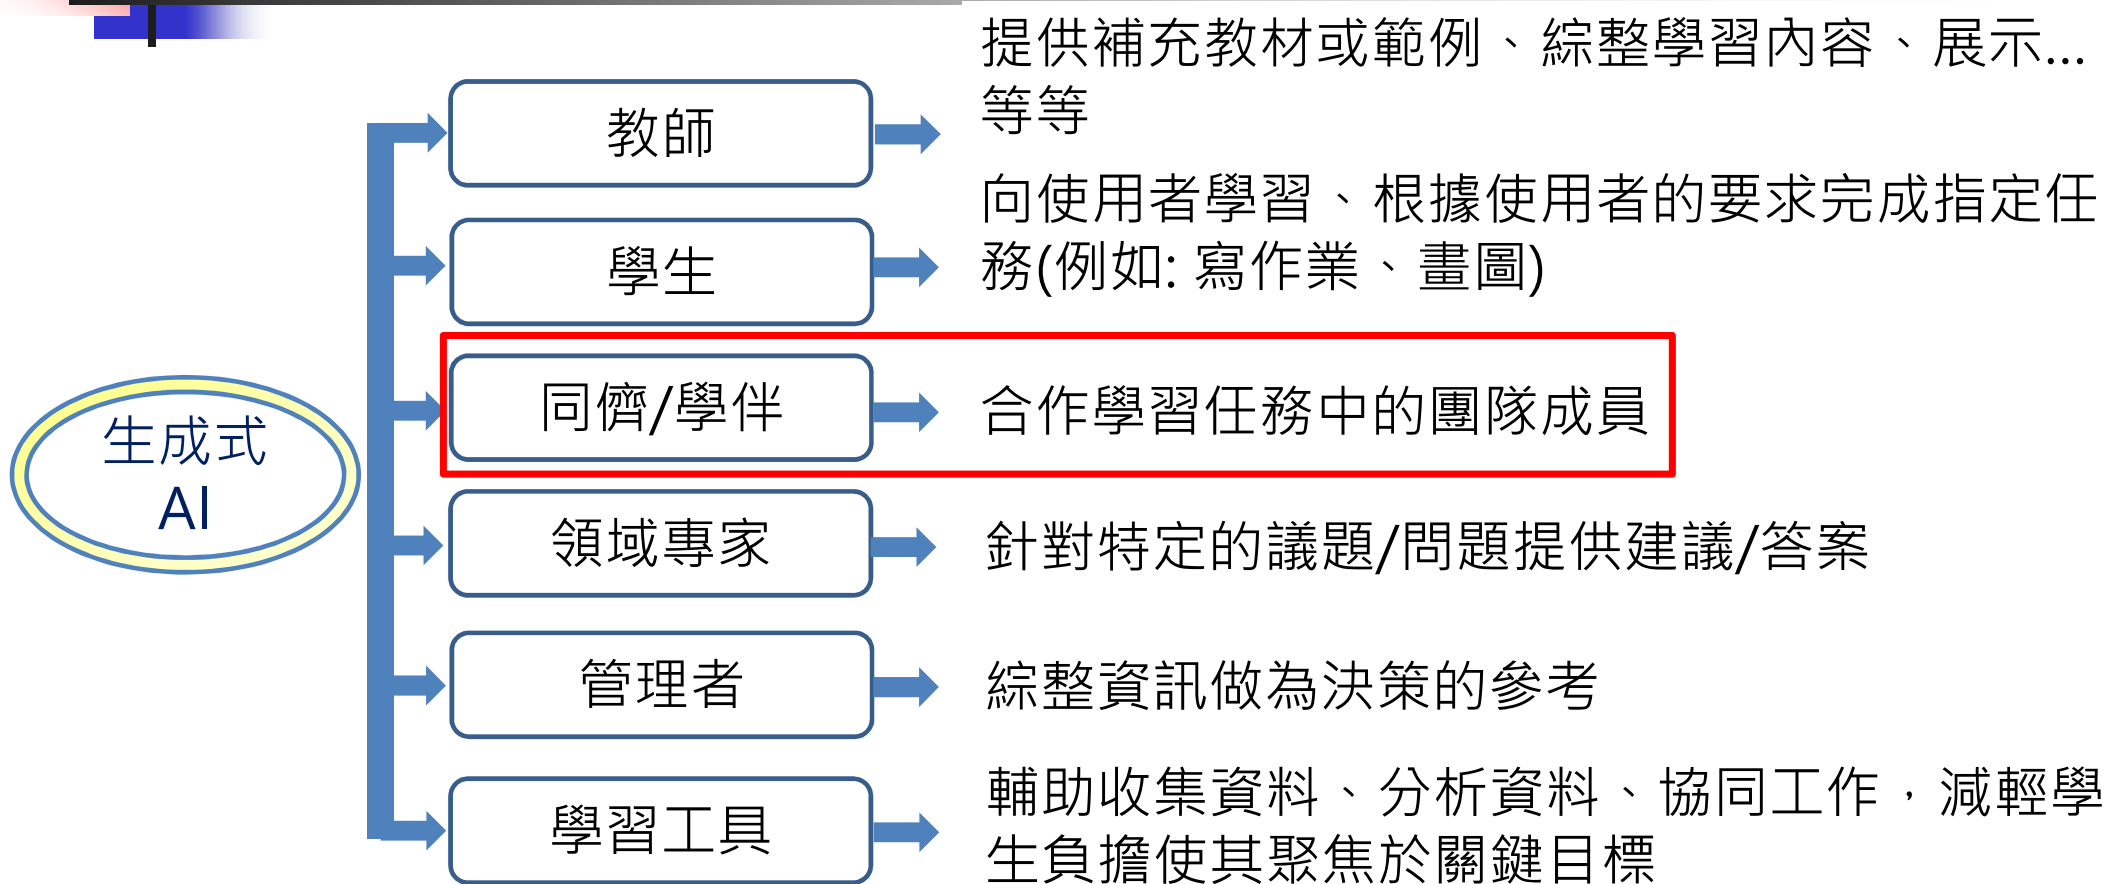 提供補充教材或範例、綜整學習內容、展示...
等等
教師
向使用者學習、根據使用者的要求完成指定任
務(例如: 寫作業、畫圖)
學生
同儕/學伴
合作學習任務中的團隊成員
生成式
AI
領域專家
針對特定的議題/問題提供建議/答案
管理者
綜整資訊做為決策的參考
學習工具
輔助收集資料、分析資料、協同工作，減輕學
生負擔使其聚焦於關鍵目標